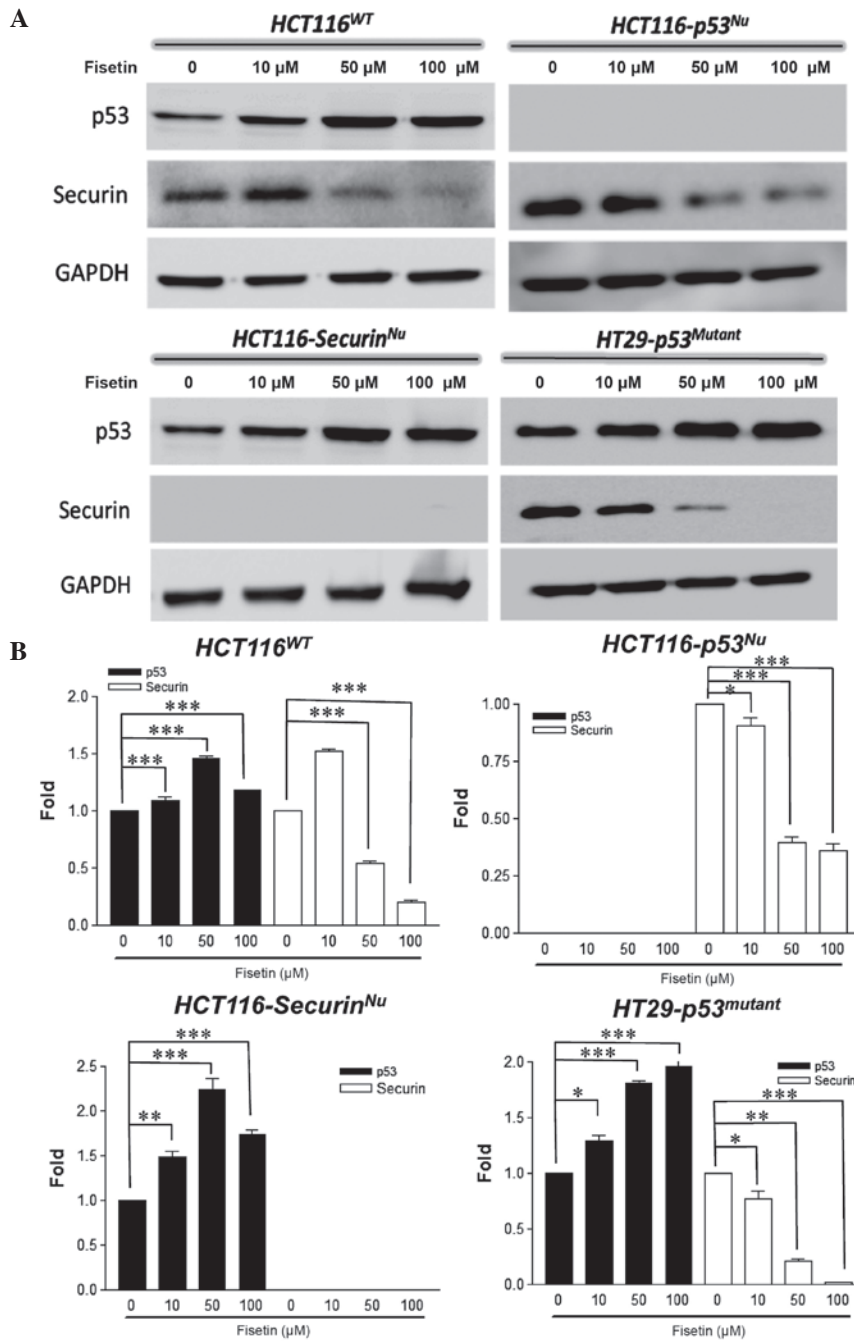 A
HCT116WT
HCT116-p53Nu
Fisetin 0 10 µM 50 µM 100 µM
0 10 µM 50 µM 100 µM
p53
Securin
GAPDH
HCT116-SecurinNu
HT29-p53Mutant
Fisetin 0 10 µM 50 µM 100 µM
0 10 µM 50 µM 100 µM
p53
Securin
GAPDH
B
HCT116WT
p53
Securin
Fold
2.0
1.5
1.0
0.5
0.0
***
***
***
***
***
0 10 50 100 0 10 50 100
Fisetin (µM)
HCT116-p53Nu
p53
Securin
Fold
1.00
0.75
0.50
0.25
0.00
***
***
*
0 10 50 100 0 10 50 100
Fisetin (µM)
HCT116-SecurinNu
p53
Securin
Fold
2.5
2.0
1.5
1.0
0.5
0.0
***
***
**
0 10 50 100 0 10 50 100
Fisetin (µM)
HT29-p53mutant
p53
Securin
Fold
2.0
1.5
1.0
0.5
0.0
***
***
*
***
**
*
0 10 50 100 0 10 50 100
Fisetin (µM)